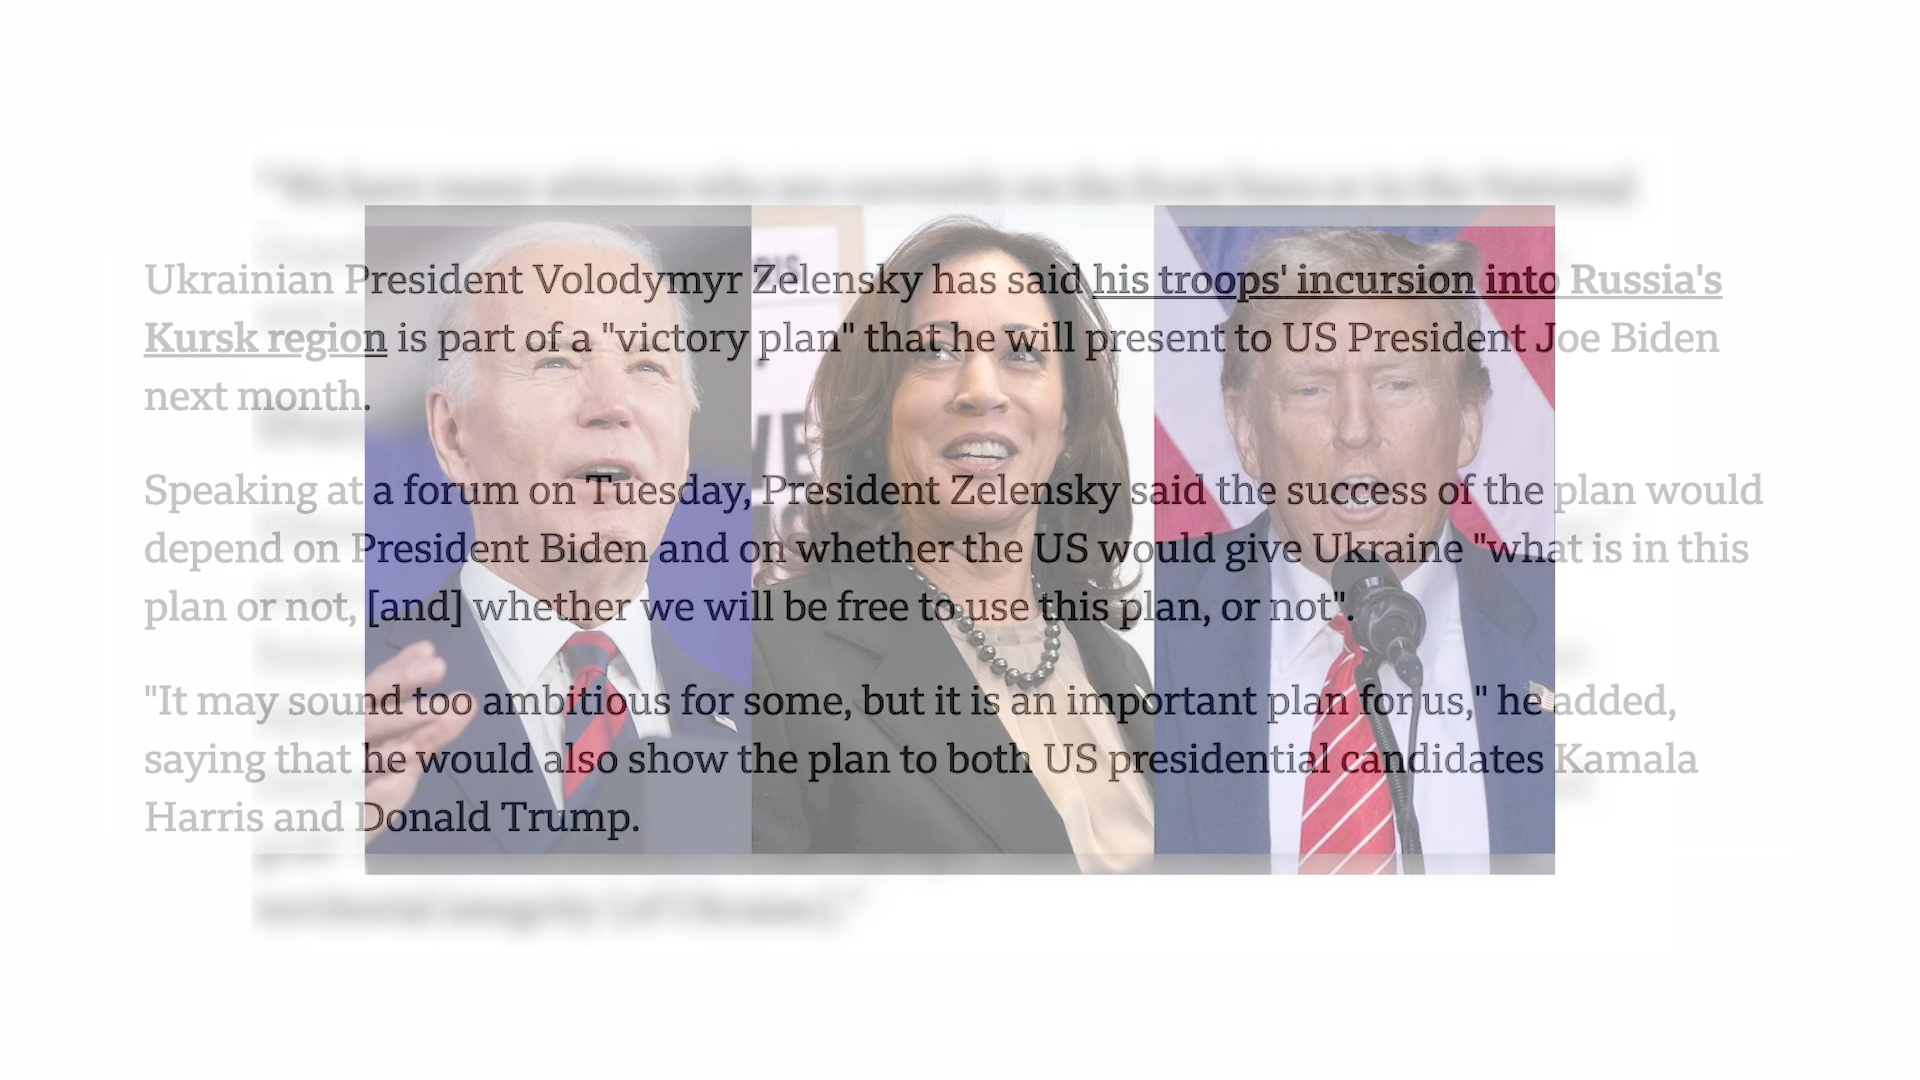 Ukrainian President Volodymyr Zelensky has said his troops' incursion into Russia's
Kursk region is part of a "victory plan" that he will present to US President Joe Biden
next month.
Speaking at a forum on Tuesday, President Zelensky said the success of the plan would
depend on President Biden and on whether the US would give Ukraine "what is in this
plan or not, [and] whether we will be free to use this plan, or not".
"It may sound too ambitious for some, but it is an important plan for us," he added,
saying that he would also show the plan to both US presidential candidates Kamala
Harris and Donald Trump.